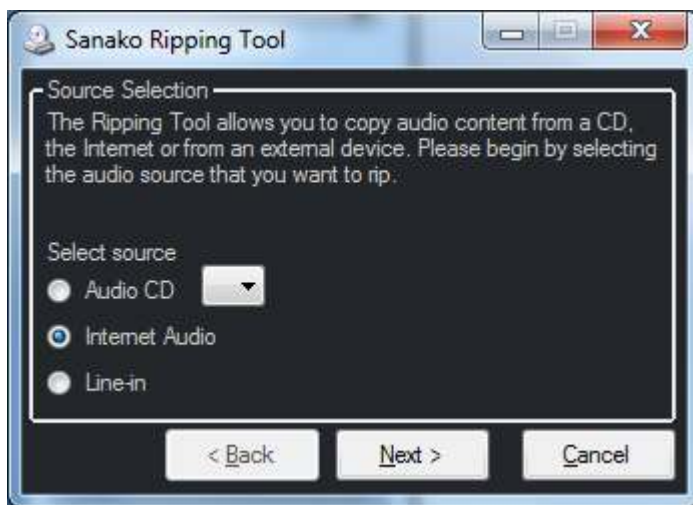 Sanako Ripping Tool
Source Selection
The Ripping Tool allows you to copy audio content from a CD,
the Internet or from an external device. Please begin by selecting
the audio source that you want to rip.
Select source
Audio CD
Internet Audio
Line-in
< Back Next > Cancel